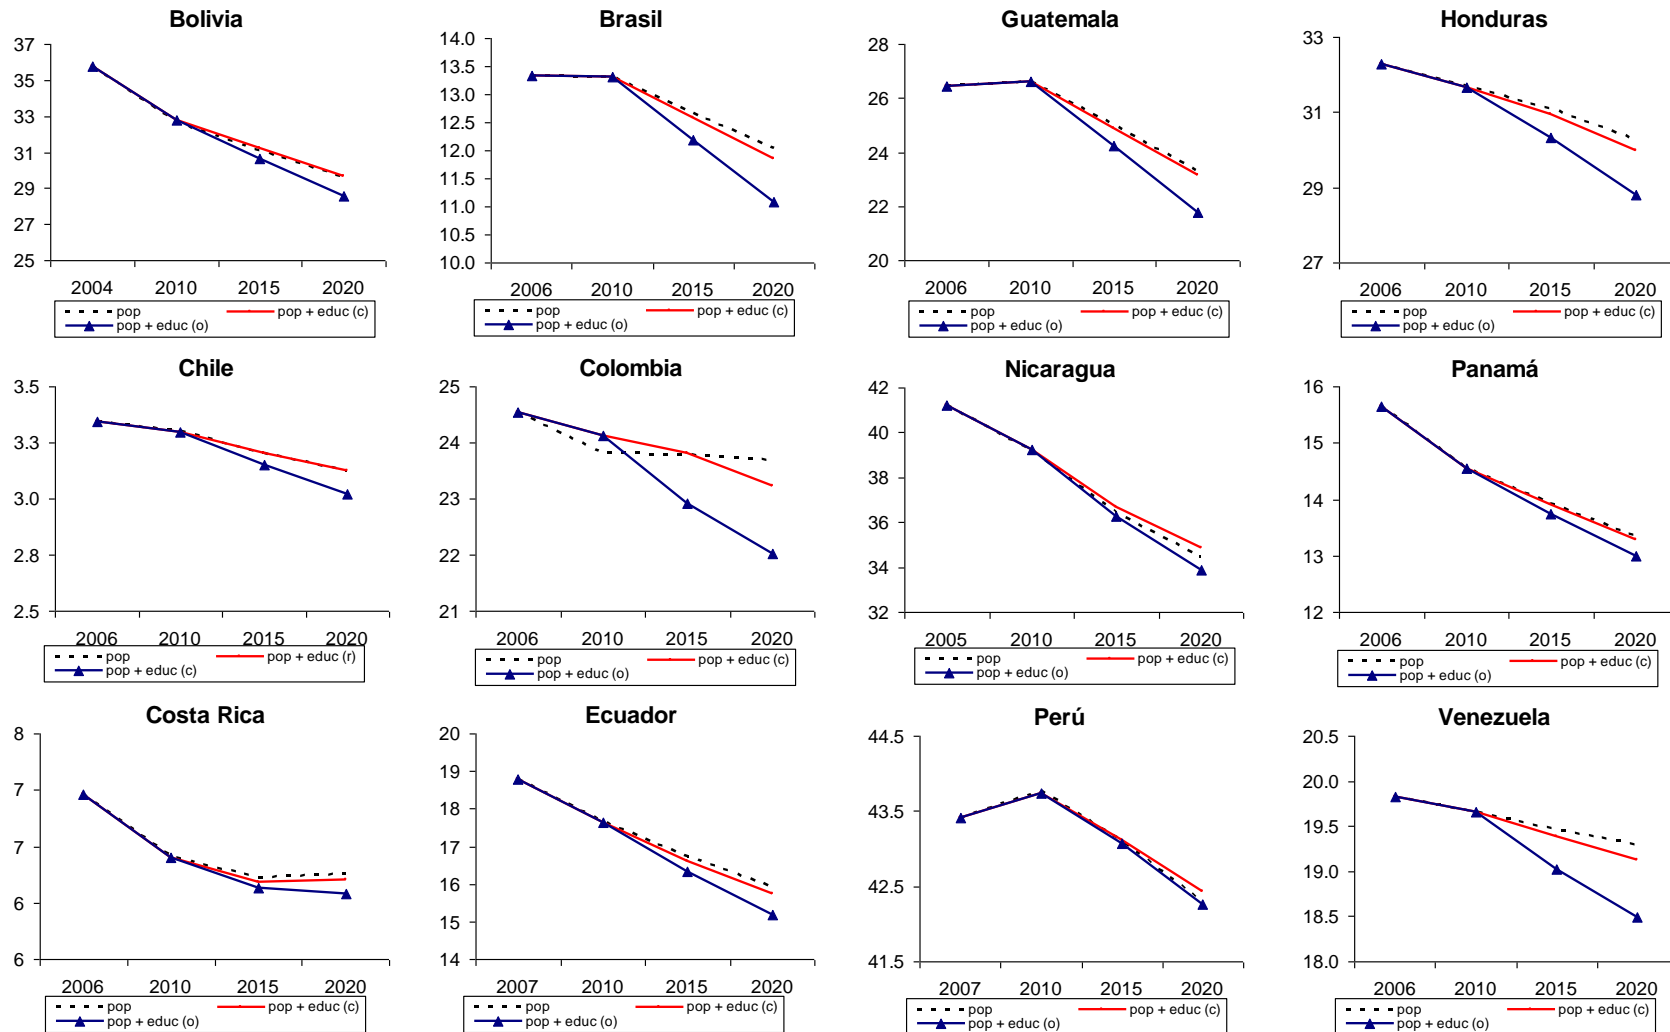 Bolivia
37
35
33
31
29
27
25
2004 2010 2015 2020
pop pop + educ (c)
pop + educ (o)
Brasil
14.0
13.5
13.0
12.5
12.0
11.5
11.0
10.5
10.0
2006 2010 2015 2020
pop pop + educ (c)
pop + educ (o)
Guatemala
28
26
24
22
20
2006 2010 2015 2020
pop pop + educ (c)
pop + educ (o)
Honduras
33
31
29
27
2006 2010 2015 2020
pop pop + educ (c)
pop + educ (o)
Chile
3.5
3.3
3.0
2.8
2.5
2006 2010 2015 2020
pop pop + educ (r)
pop + educ (c)
Colombia
25
24
23
22
21
2006 2010 2015 2020
pop pop + educ (c)
pop + educ (o)
Nicaragua
42
40
38
36
34
32
2005 2010 2015 2020
pop pop + educ (c)
pop + educ (o)
Panamá
16
15
14
13
12
2006 2010 2015 2020
pop pop + educ (c)
pop + educ (o)
Costa Rica
8
7
7
6
6
2006 2010 2015 2020
pop pop + educ (c)
pop + educ (o)
Ecuador
20
19
18
17
16
15
14
2007 2010 2015 2020
pop pop + educ (c)
pop + educ (o)
Perú
44.5
43.5
42.5
41.5
2007 2010 2015 2020
pop pop + educ (c)
pop + educ (o)
Venezuela
20.5
20.0
19.5
19.0
18.5
18.0
2006 2010 2015 2020
pop pop + educ (c)
pop + educ (o)